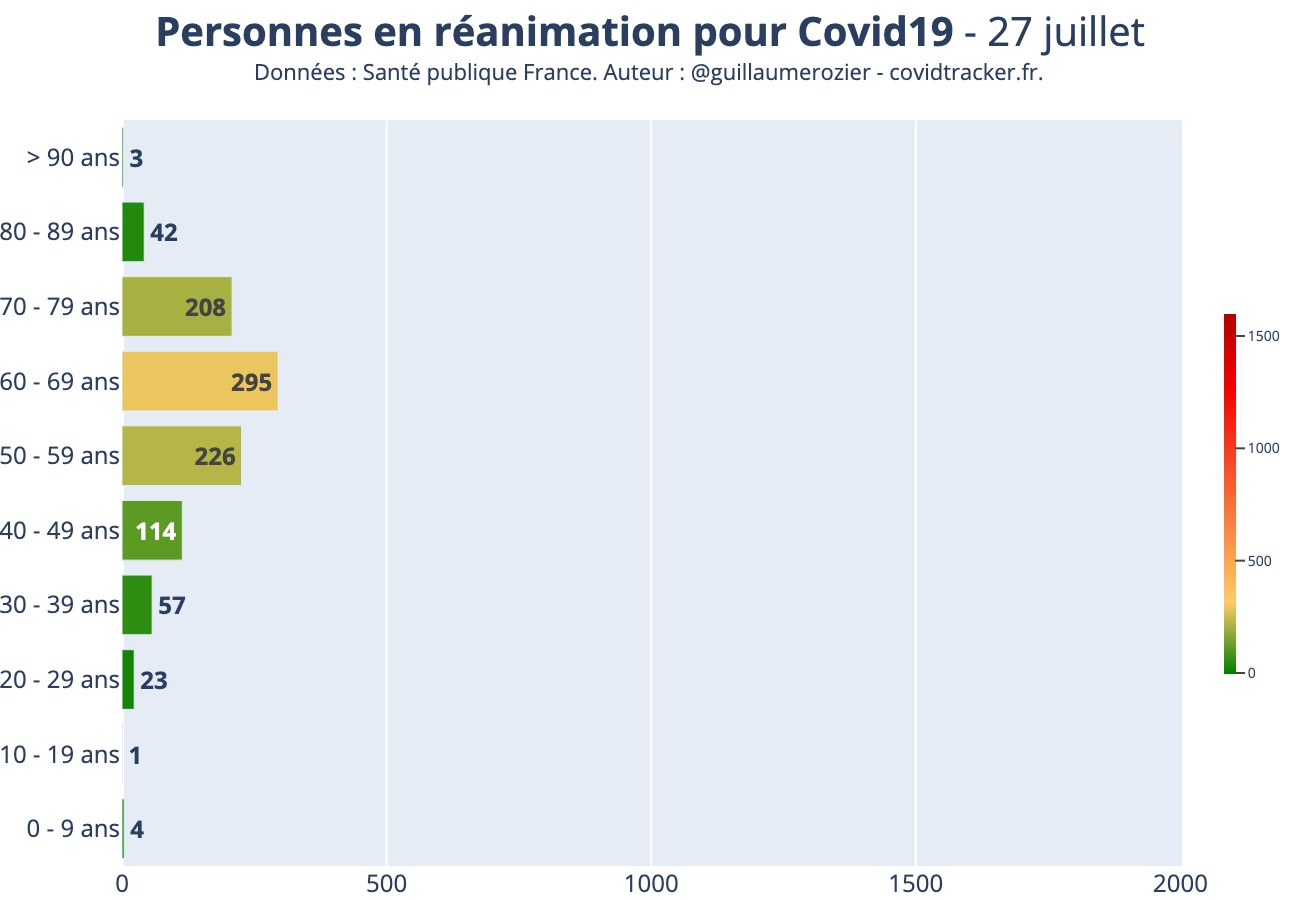 Personnes en réanimation pour Covid19 - 27 juillet
Données : Santé publique France. Auteur : @guillaumerozier - covidtracker.fr.
> 90 ans 3
80 - 89 ans 42
70 - 79 ans 208
60 - 69 ans 295
50 - 59 ans 226
40 - 49 ans 114
30 - 39 ans 57
20 - 29 ans 23
10 - 19 ans 1
0 - 9 ans 4
0 500 1000 1500 2000
1500
1000
500
0